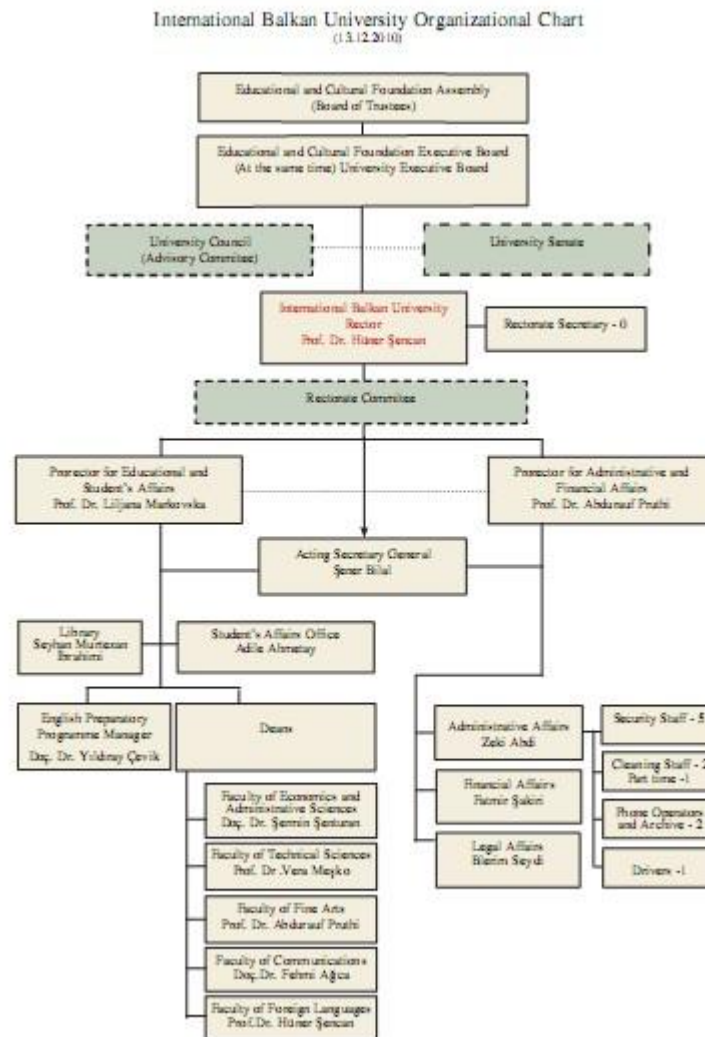 International Balkan University Organizational Chart
(13.12.2010)
Educational and Cultural Foundation Assembly
(Board of Trustees)
Educational and Cultural Foundation Executive Board
(At the same time) University Executive Board
University Council
(Advisory Committee)
University Senate
International Balkan University
Rector
Prof. Dr. Hüner Şencan
Rectorate Secretary - 0
Rectorate Commitee
Prorector for Educational and
Student's Affairs
Prof. Dr. Liljana Markovska
Prorector for Administrative and
Financial Affairs
Prof. Dr. Abdurauf Pruthi
Acting Secretary General
Şener Bilal
Library
Seyhan Murtezan
Ibrahimi
Student's Affairs Office
Adile Ahmetay
English Preparatory
Programme Manager
Doç. Dr. Yıldıray Çevik
Deans
Faculty of Economics and
Administrative Sciences
Doç. Dr. Şermin Şenturan
Faculty of Technical Sciences
Prof. Dr .Vera Meşko
Faculty of Fine Arts
Prof. Dr. Abdurauf Pruthi
Faculty of Communications
Doç.Dr. Fehmi Ağca
Faculty of Foreign Languages
Prof.Dr. Hüner Şencan
Administrative Affairs
Zeki Abdi
Financial Affairs
Fatmir Şakiri
Legal Affairs
Blerim Seydi
Security Staff - 5
Cleaning Staff - 2
Part time -1
Phone Operators
and Archive - 2
Drivers -1